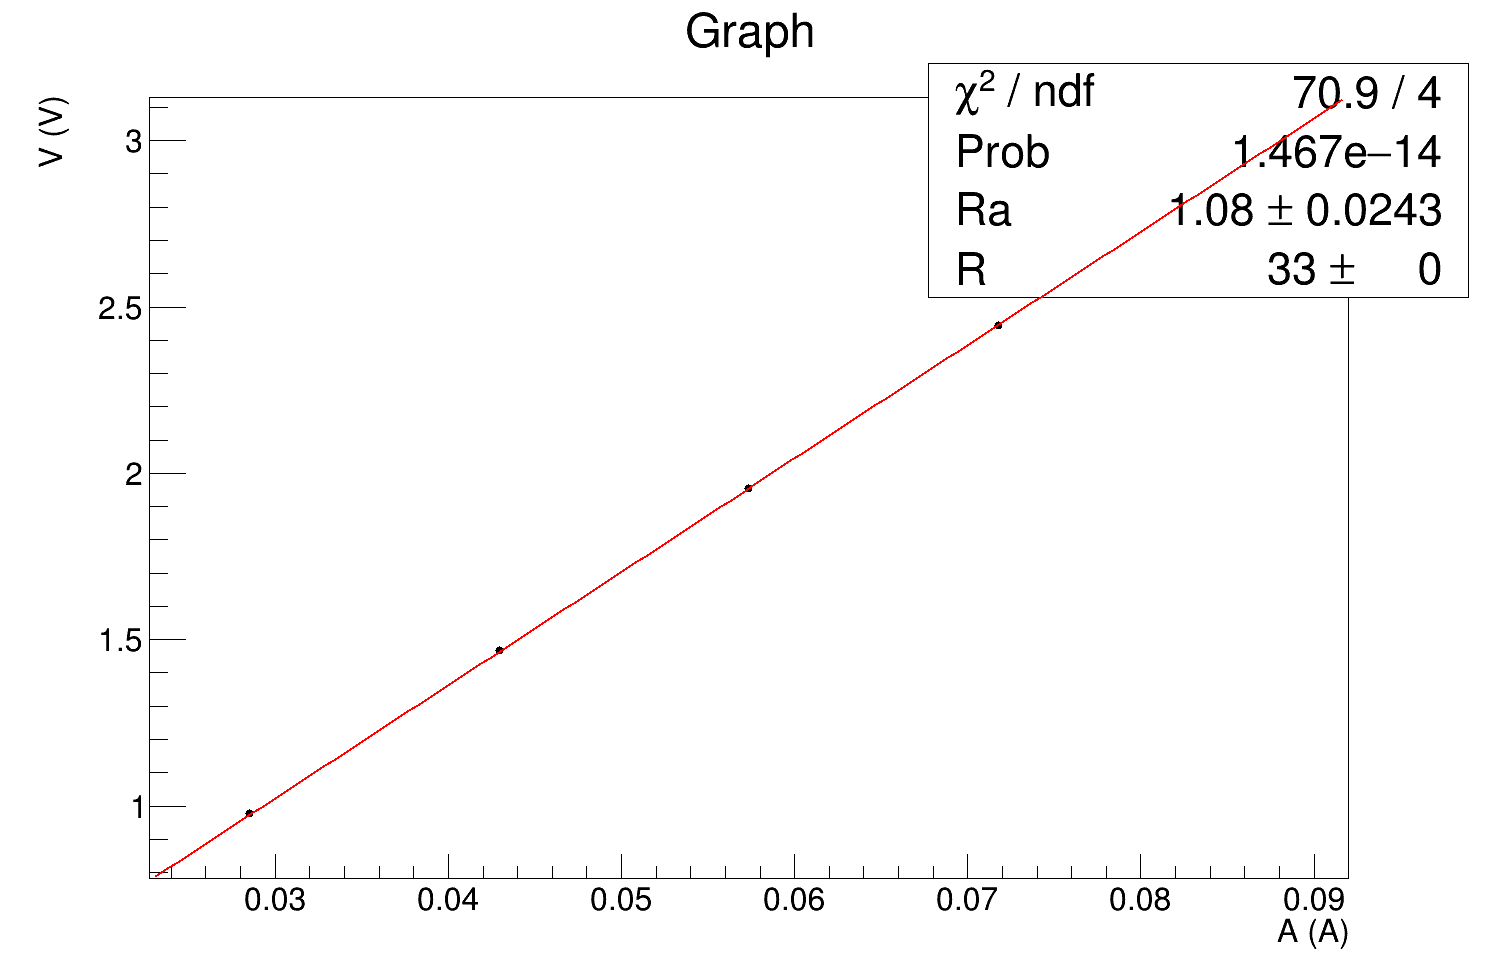 Graph
χ² / ndf 70.9 / 4
Prob 1.467e−14
Ra 1.08 ± 0.0243
R 33 ± 0
V (V)
3
2.5
2
1.5
1
0.03 0.04 0.05 0.06 0.07 0.08 0.09
A (A)